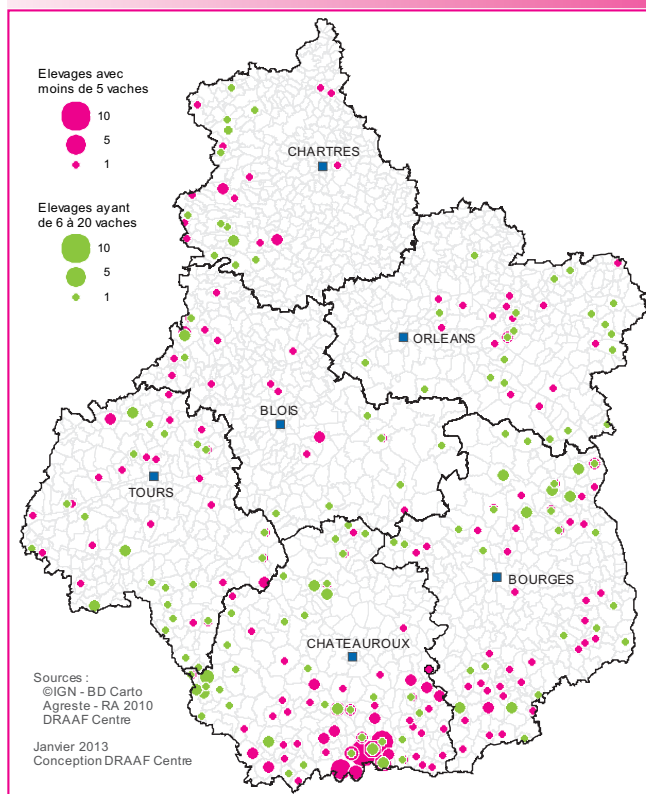 Elevages avec
moins de 5 vaches
10
5
1
Elevages ayant
de 6 à 20 vaches
10
5
1
CHARTRES
ORLEANS
BLOIS
TOURS
BOURGES
CHATEAUROUX
Sources :
©IGN - BD Carto
Agreste - RA 2010
DRAAF Centre
Janvier 2013
Conception DRAAF Centre